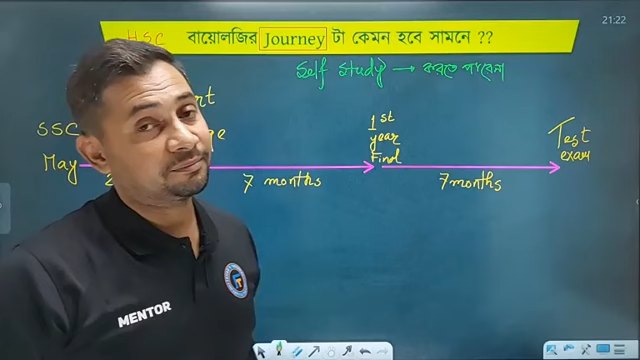 21:22
HSC বায়োলজির Journey টা কেমন হবে সামনে ??
Self Study → করতে পারেনা
SSC
May
7 months
1st
year
Final
7 months
Test
exam
MENTOR